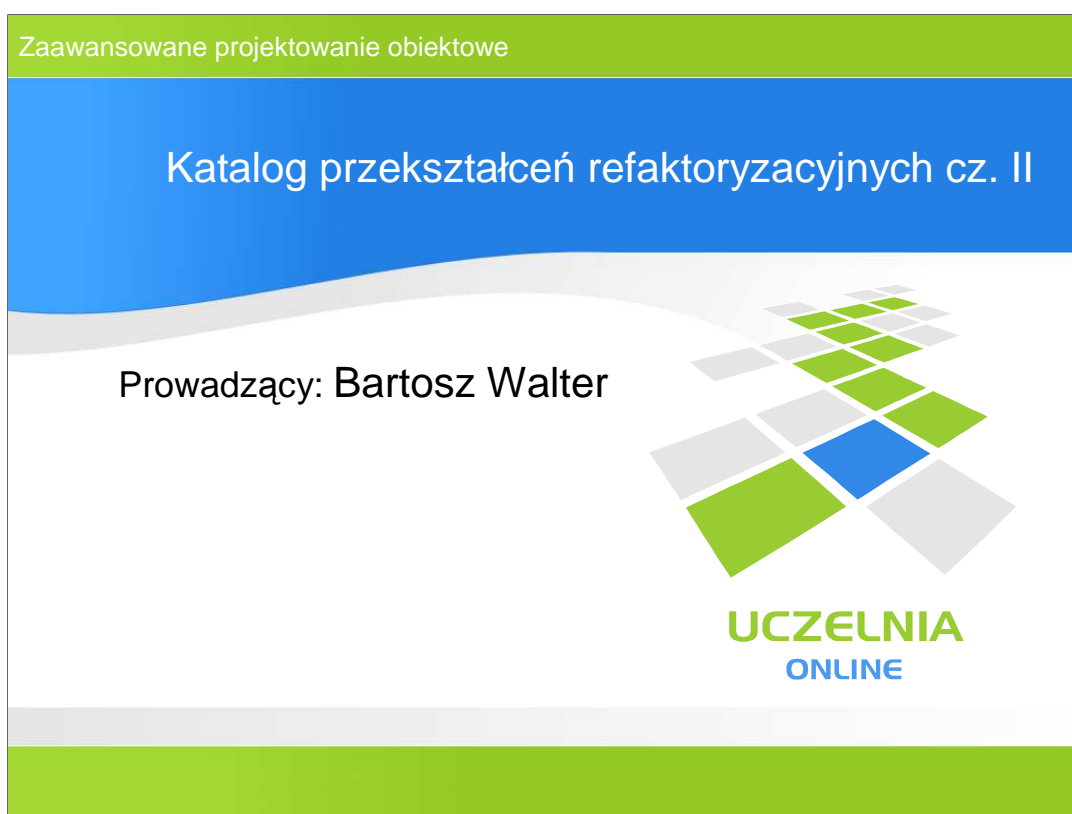 Zaawansowane projektowanie obiektowe
Katalog przekształceń refaktoryzacyjnych cz. II
Prowadzący: Bartosz Walter
UCZELNIA
ONLINE